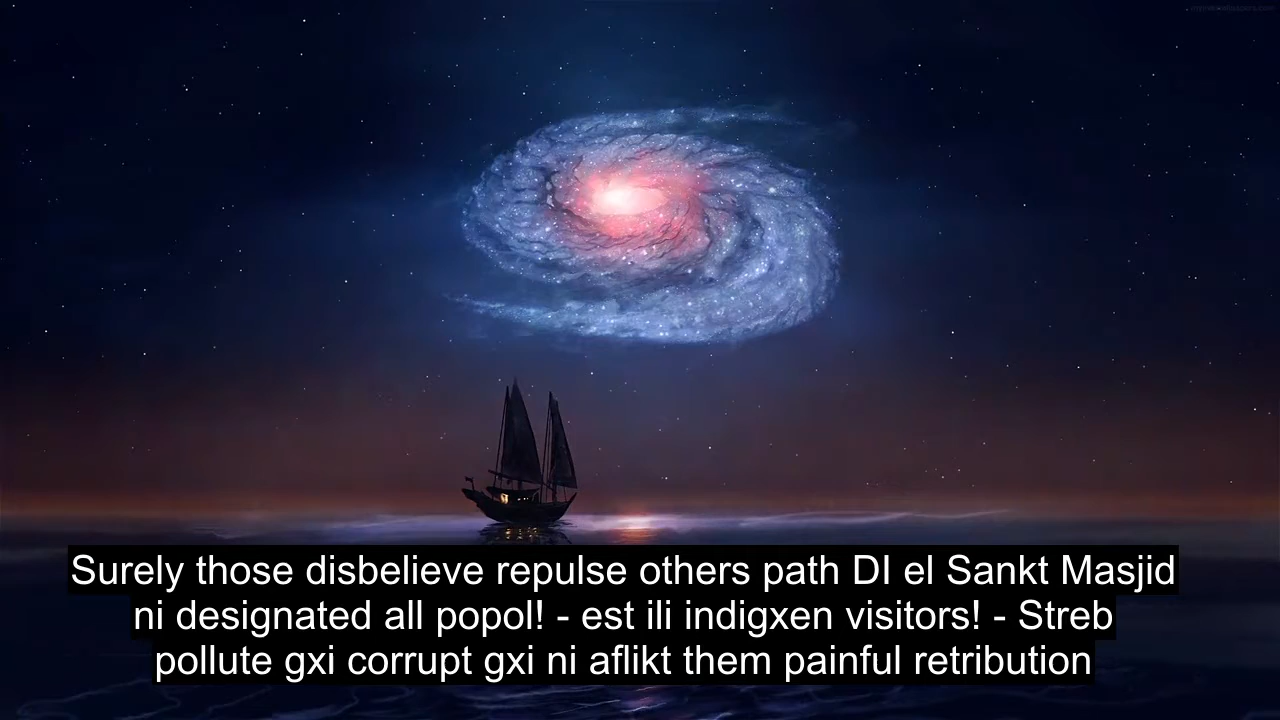 Surely those disbelieve repulse others path DI el Sankt Masjid
ni designated all popol! - est ili indigxen visitors! - Streb
pollute gxi corrupt gxi ni aflikt them painful retribution